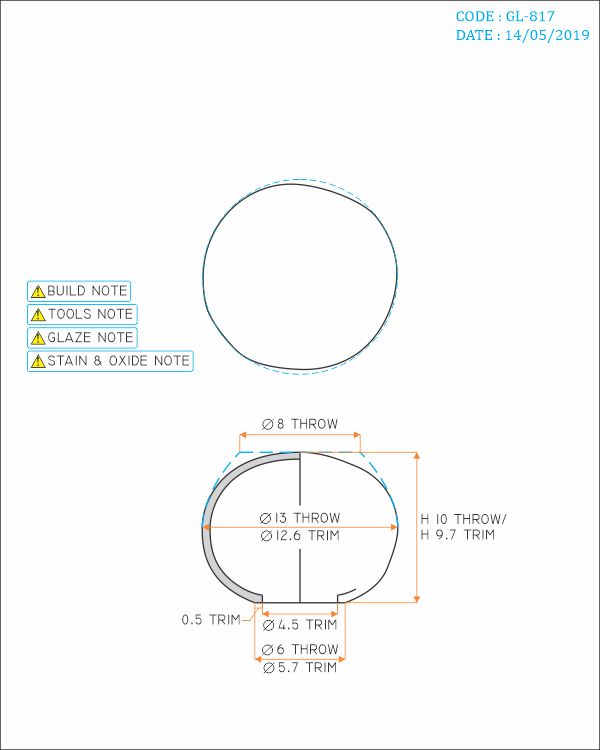 CODE : GL-817
DATE : 14/05/2019
BUILD NOTE
TOOLS NOTE
GLAZE NOTE
STAIN & OXIDE NOTE
∅8 THROW
∅13 THROW
∅12.6 TRIM
H 10 THROW/
H 9.7 TRIM
0.5 TRIM
∅4.5 TRIM
∅6 THROW
∅5.7 TRIM